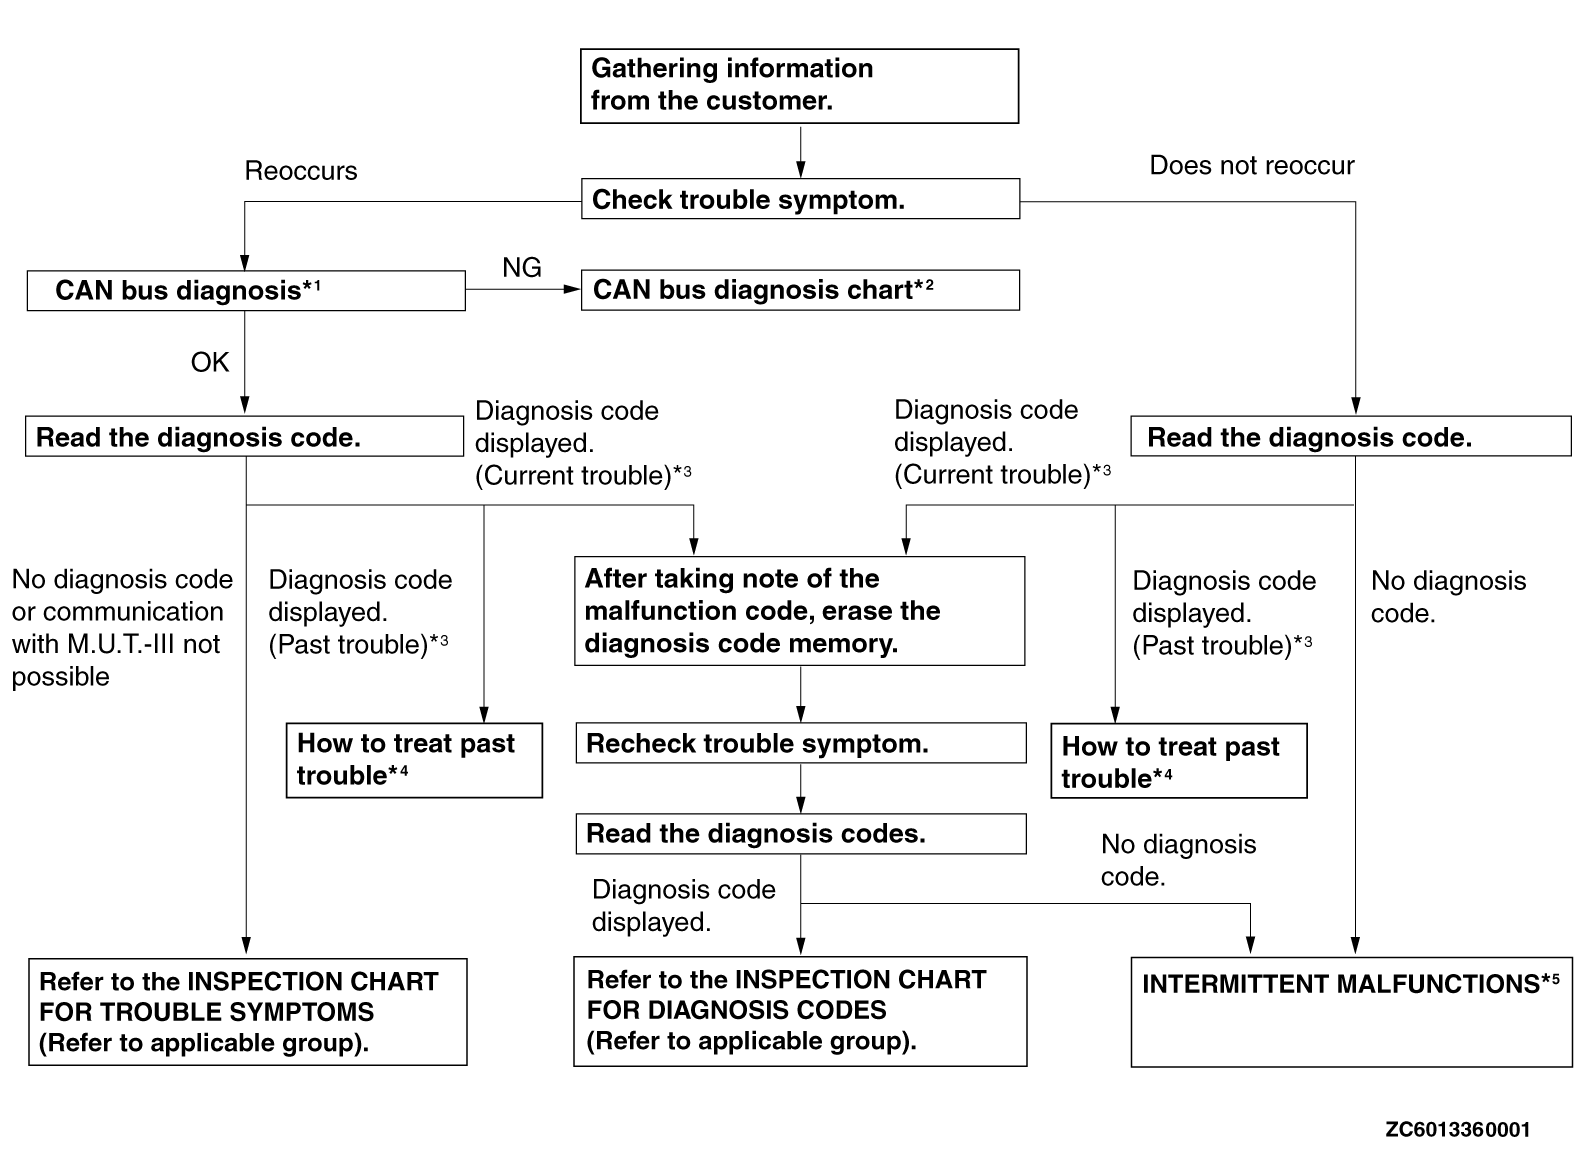 Gathering information
from the customer.
Reoccurs
Does not reoccur
Check trouble symptom.
CAN bus diagnosis*1
NG
CAN bus diagnosis chart*2
OK
Read the diagnosis code.
Diagnosis code
displayed.
(Current trouble)*3
Diagnosis code
displayed.
(Current trouble)*3
Read the diagnosis code.
No diagnosis code
or communication
with M.U.T.-III not
possible
Diagnosis code
displayed.
(Past trouble)*3
After taking note of the
malfunction code, erase the
diagnosis code memory.
Diagnosis code
displayed.
(Past trouble)*3
No diagnosis
code.
How to treat past
trouble*4
Recheck trouble symptom.
How to treat past
trouble*4
Read the diagnosis codes.
Diagnosis code
displayed.
No diagnosis
code.
Refer to the INSPECTION CHART
FOR TROUBLE SYMPTOMS
(Refer to applicable group).
Refer to the INSPECTION CHART
FOR DIAGNOSIS CODES
(Refer to applicable group).
INTERMITTENT MALFUNCTIONS*5
ZC6013360001